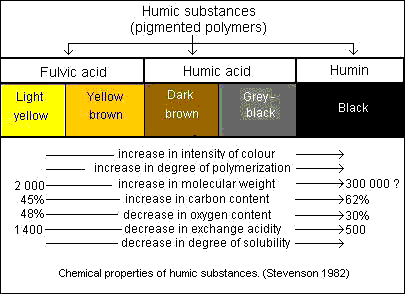 Humic substances
(pigmented polymers)
Fulvic acid Humic acid Humin
Light yellow Yellow brown Dark brown Grey-black Black
increase in intensity of colour
increase in degree of polymerization
2 000 increase in molecular weight 300 000 ?
45% increase in carbon content 62%
48% decrease in oxygen content 30%
1 400 decrease in exchange acidity 500
decrease in degree of solubility
Chemical properties of humic substances. (Stevenson 1982)